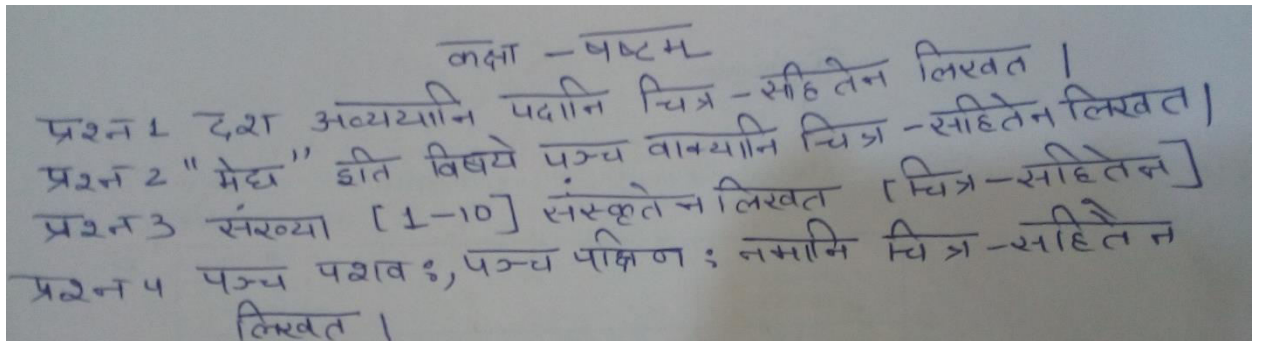 कक्षा - षष्टम
प्रश्न 1 दश अव्ययानि पदानि चित्र - सहितेन लिखत ।
प्रश्न 2 "मेघ" इति विषये पञ्च वाक्यानि चित्र - सहितेन लिखत ।
प्रश्न 3 संख्या [1-10] संस्कृतेन लिखत [चित्र-सहितेन]
प्रश्न 4 पञ्च पशवः, पञ्च पक्षिणः नमानि चित्र - सहितेन
लिखत ।